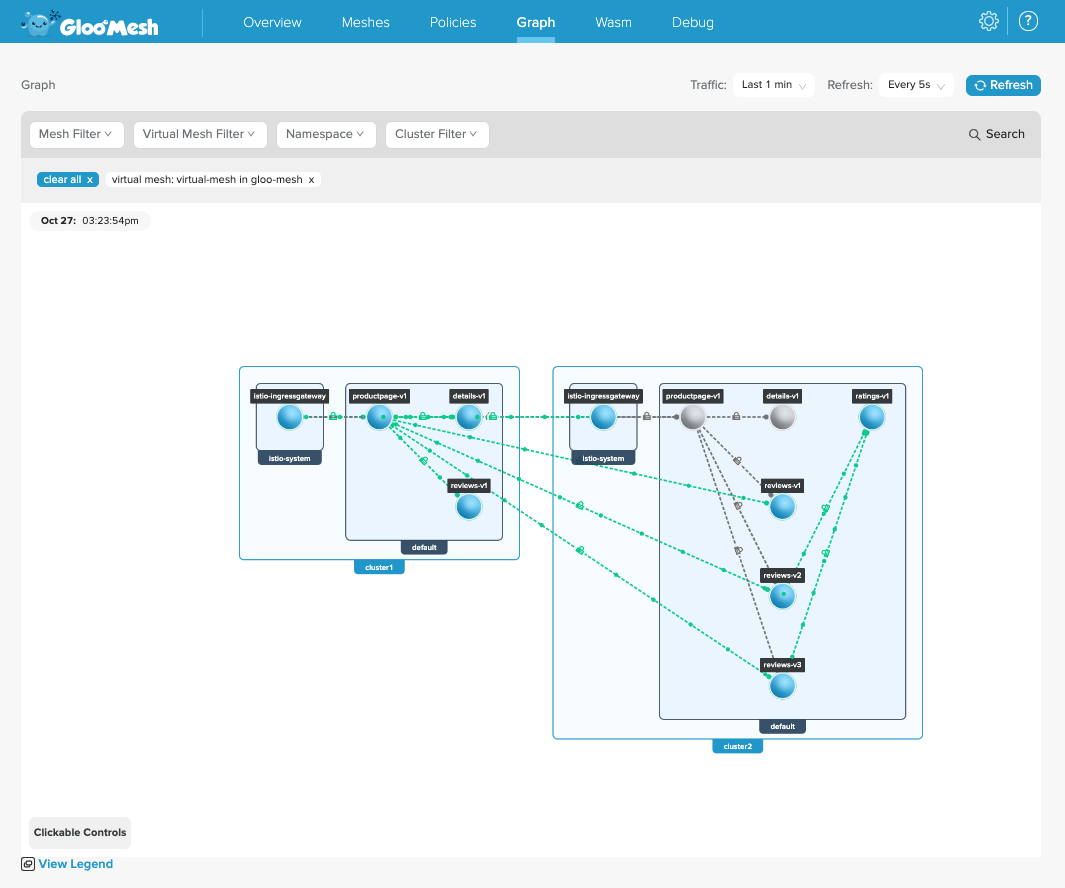 Gloo Mesh
Overview Meshes Policies Graph Wasm Debug ?
Graph Traffic: Last 1 min Refresh: Every 5s Refresh
Mesh Filter Virtual Mesh Filter Namespace Cluster Filter Search
clear all x virtual mesh: virtual-mesh in gloo-mesh x
Oct 27: 03:23:54pm
istio-ingressgateway productpage-v1 details-v1 istio-ingressgateway productpage-v1 details-v1 ratings-v1
istio-system istio-system
reviews-v1 reviews-v1
default
cluster1
reviews-v2
reviews-v3
default
cluster2
Clickable Controls
View Legend